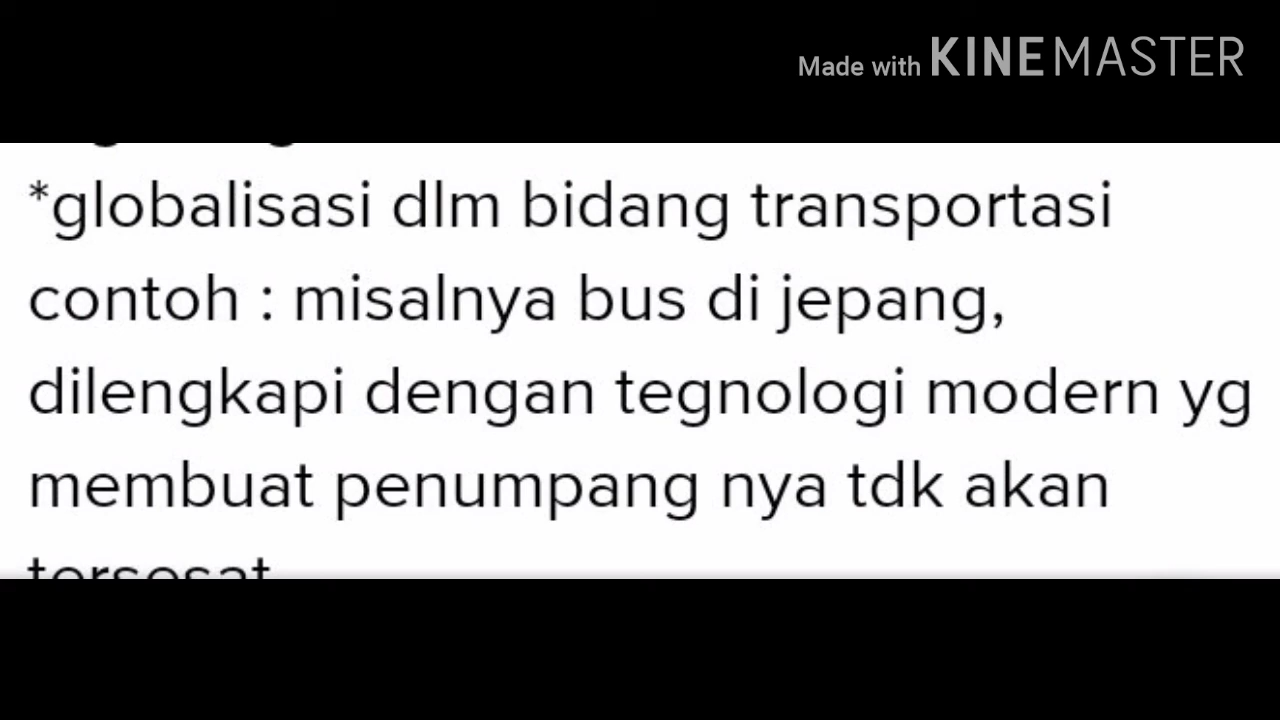 Made with KINEMASTER
*globalisasi dlm bidang transportasi
contoh : misalnya bus di jepang,
dilengkapi dengan tegnologi modern yg
membuat penumpang nya tdk akan
tersesat